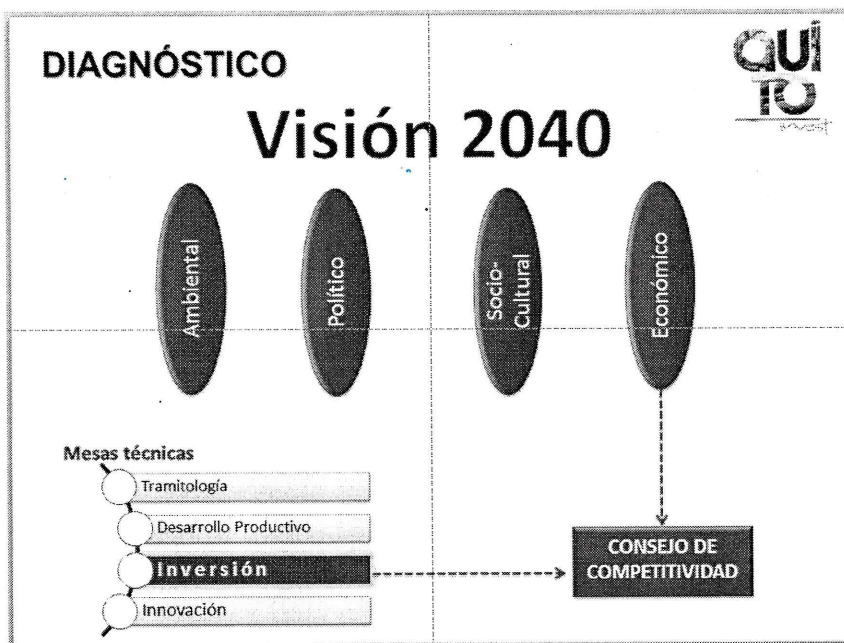 DIAGNÓSTICO
QUI
TO
invest
Visión 2040
Ambiental
Político
Socio-
Cultural
Económico
Mesas técnicas
Tramitología
Desarrollo Productivo
Inversión
Innovación
CONSEJO DE
COMPETITIVIDAD